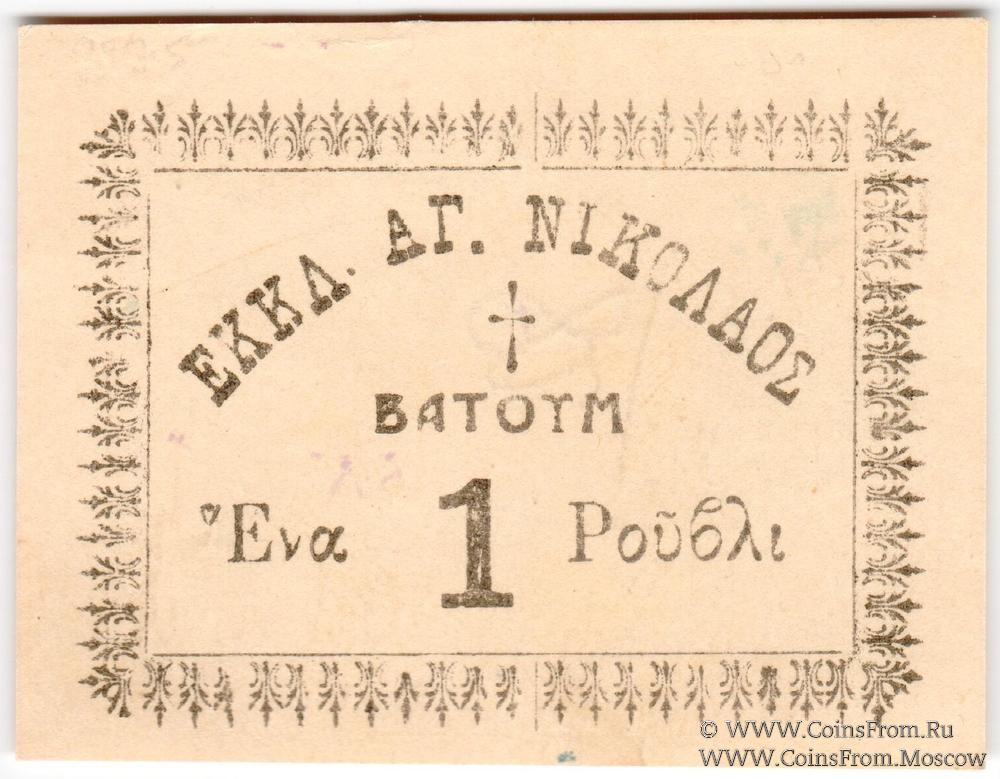 ΕΚΚΛ. ΑΓ. ΝΙΚΟΛΑΟΣ
ΒΑΤΟΥΜ
Ἕνα 1 Ροῦβλι
© WWW.CoinsFrom.Ru
WWW.CoinsFrom.Moscow